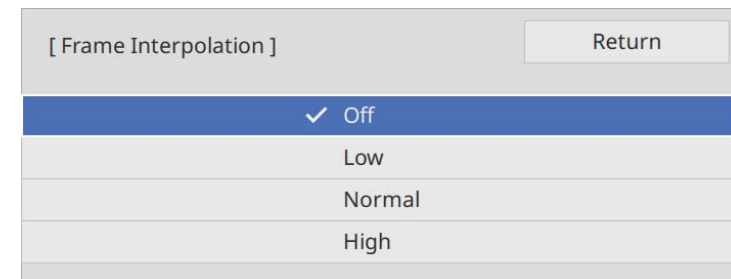 [ Frame Interpolation ]
Return
Off
Low
Normal
High